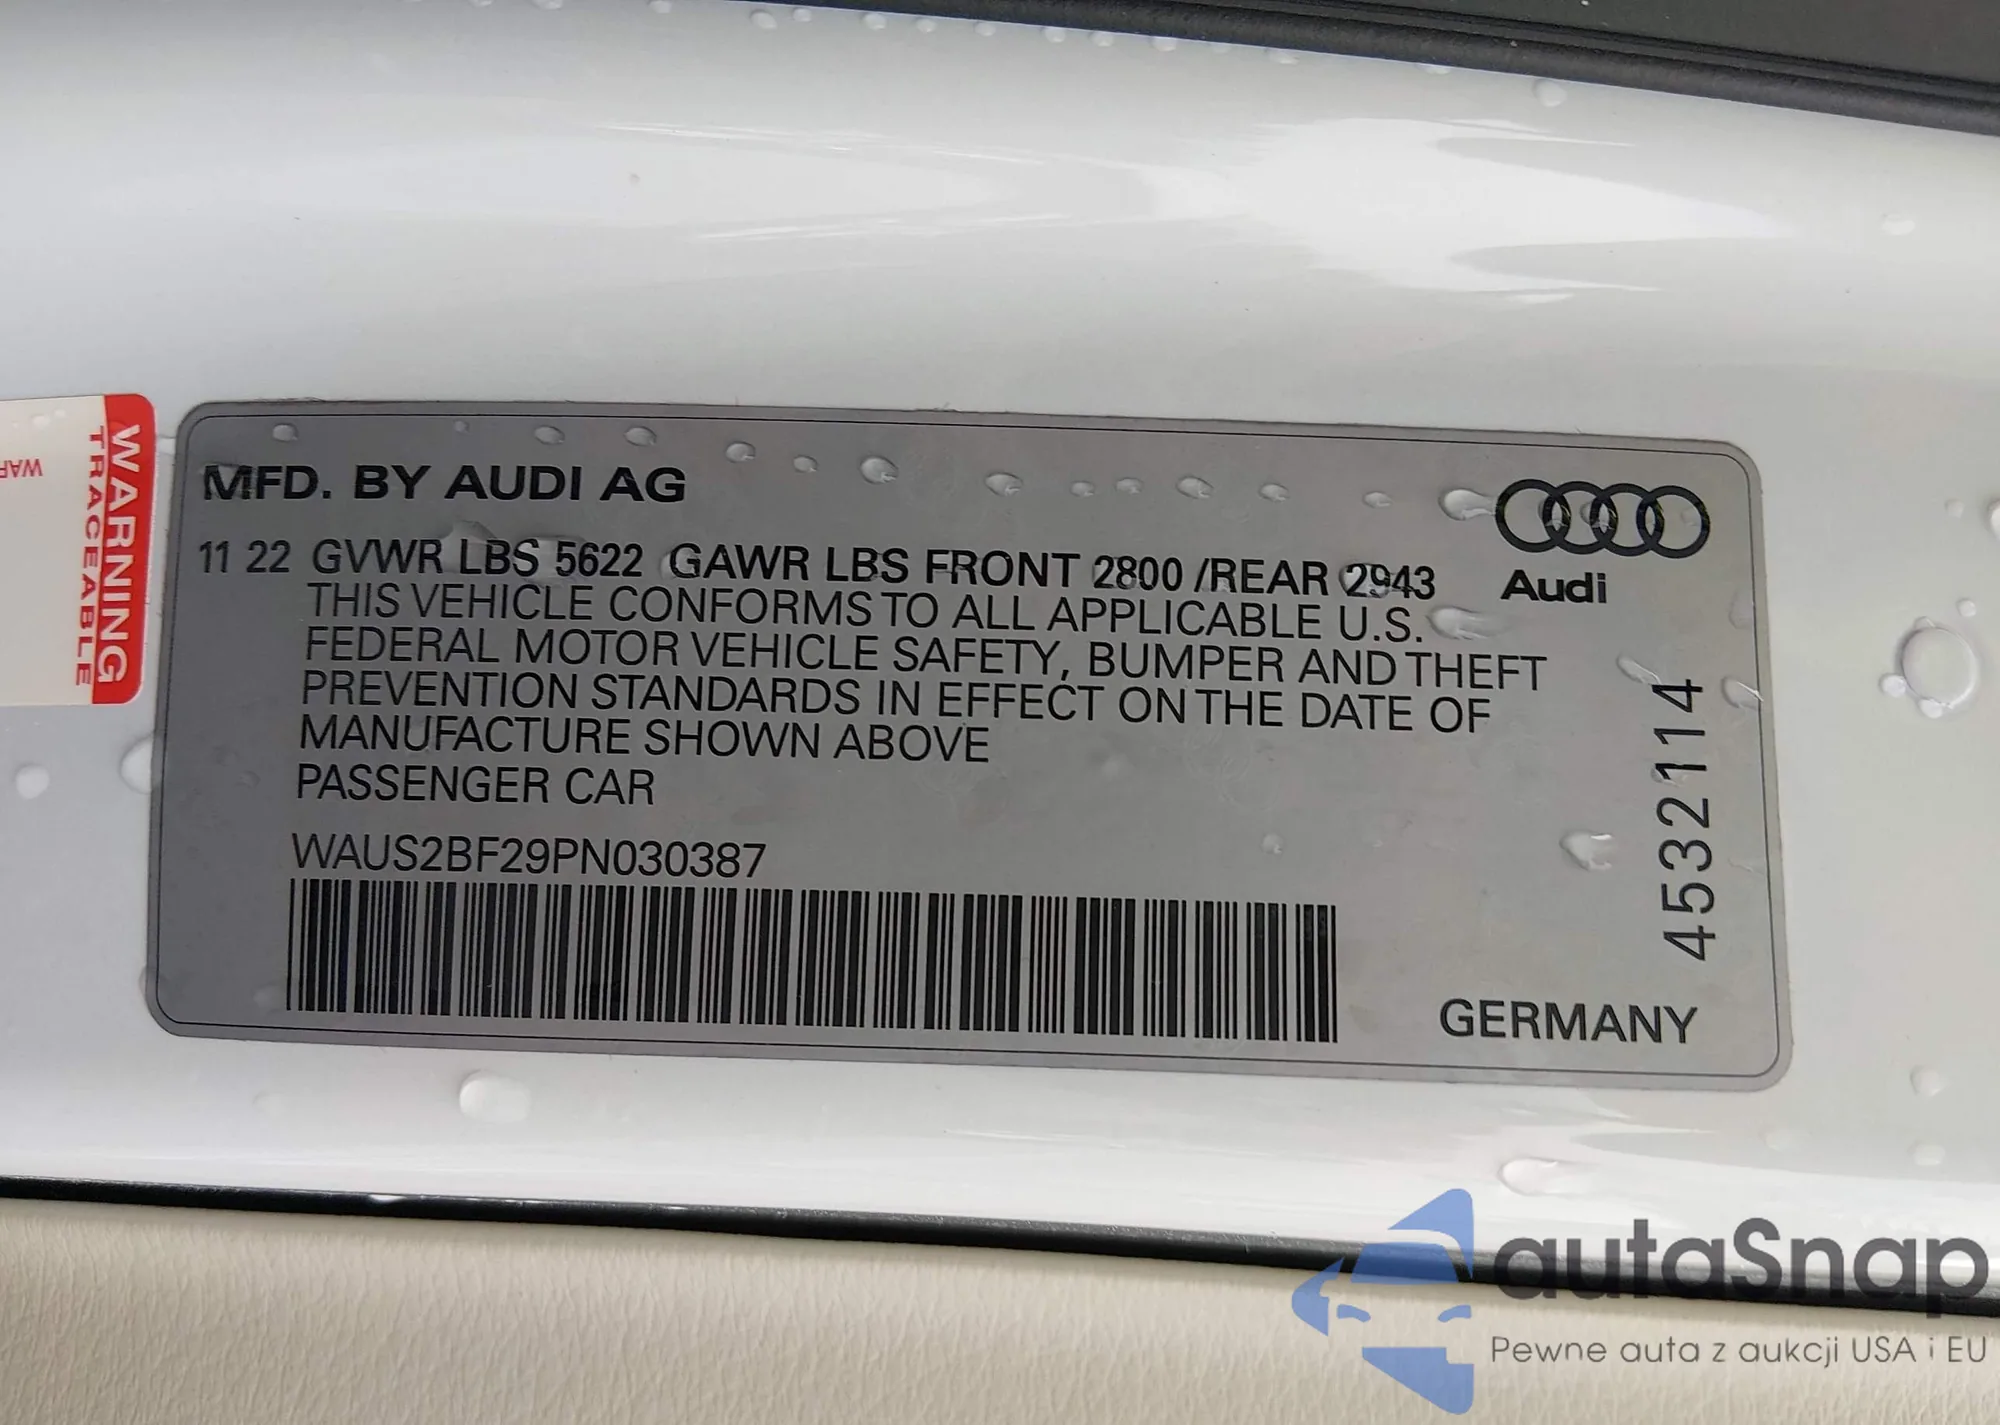 WARNING
TRACEABLE
WAR
MFD. BY AUDI AG
11 22 GVWR LBS 5622 GAWR LBS FRONT 2800 /REAR 2943
THIS VEHICLE CONFORMS TO ALL APPLICABLE U.S.
FEDERAL MOTOR VEHICLE SAFETY, BUMPER AND THEFT
PREVENTION STANDARDS IN EFFECT ON THE DATE OF
MANUFACTURE SHOWN ABOVE
PASSENGER CAR
WAUS2BF29PN030387
Audi
4532114
GERMANY
autaSnap
Pewne auta z aukcji USA i EU